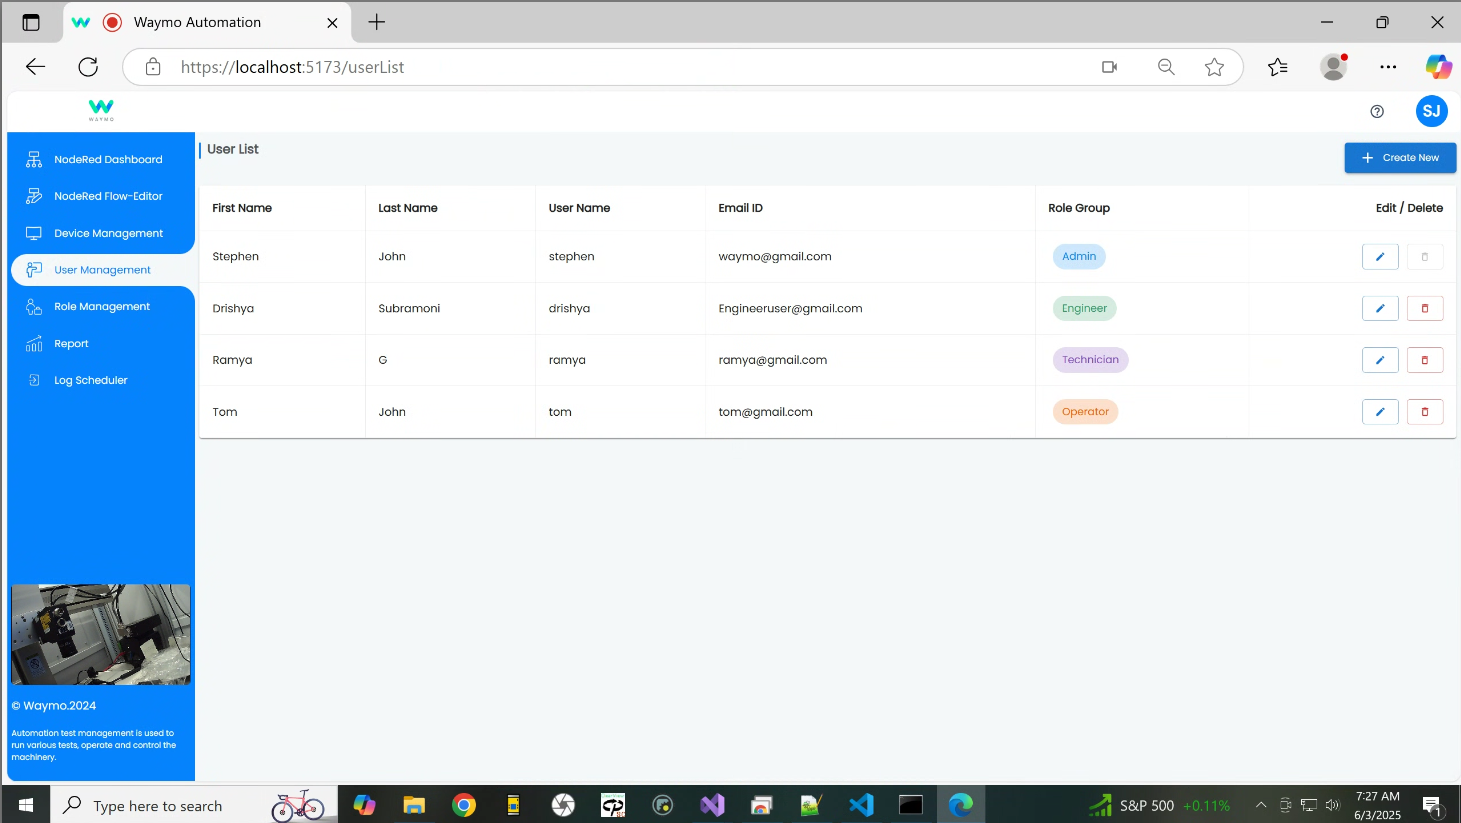 Waymo Automation
https://localhost:5173/userList
WAYMO
SJ
NodeRed Dashboard
NodeRed Flow-Editor
Device Management
User Management
Role Management
Report
Log Scheduler
© Waymo.2024
Automation test management is used to
run various tests, operate and control the
machinery.
User List
+ Create New
First Name Last Name User Name Email ID Role Group Edit / Delete
Stephen John stephen waymo@gmail.com Admin
Drishya Subramoni drishya Engineeruser@gmail.com Engineer
Ramya G ramya ramya@gmail.com Technician
Tom John tom tom@gmail.com Operator
Type here to search
S&P 500 +0.11%
7:27 AM
6/3/2025
1